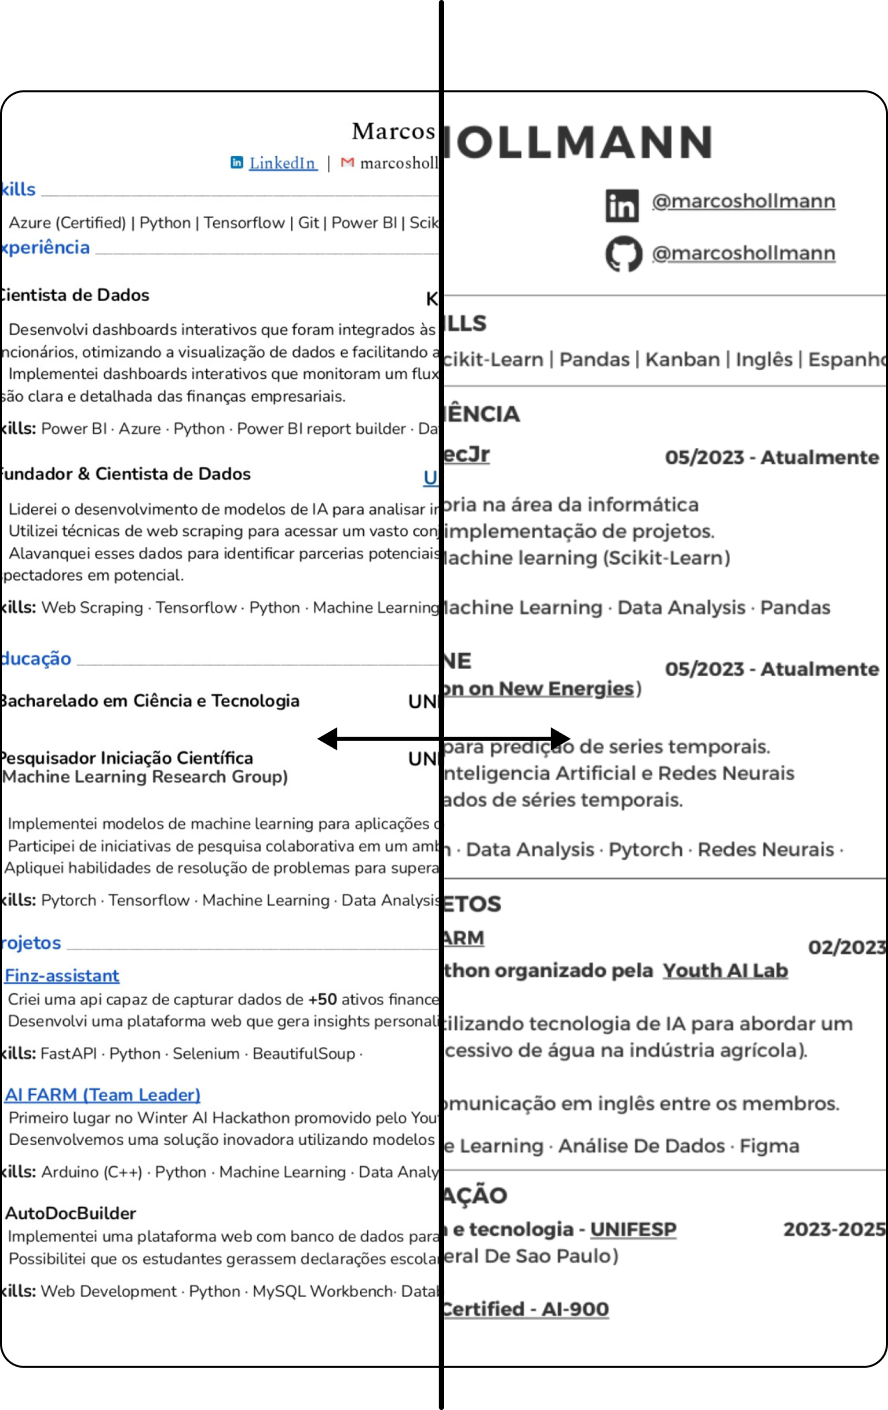 Marcos
LinkedIn | marcosholl
kills
Azure (Certified) | Python | Tensorflow | Git | Power BI | Scik
xperiência
Cientista de Dados K
Desenvolvi dashboards interativos que foram integrados às
ncionários, otimizando a visualização de dados e facilitando a
Implementei dashboards interativos que monitoram um flux
são clara e detalhada das finanças empresariais.
kills: Power BI · Azure · Python · Power BI report builder · Da
Fundador & Cientista de Dados U
Liderei o desenvolvimento de modelos de IA para analisar in
Utilizei técnicas de web scraping para acessar um vasto conj
Alavanquei esses dados para identificar parcerias potenciais
spectadores em potencial.
kills: Web Scraping · Tensorflow · Python · Machine Learning
ducação
Bacharelado em Ciência e Tecnologia UNI
Pesquisador Iniciação Científica UNI
(Machine Learning Research Group)
Implementei modelos de machine learning para aplicações c
Participei de iniciativas de pesquisa colaborativa em um amb
Apliquei habilidades de resolução de problemas para supera
kills: Pytorch · Tensorflow · Machine Learning · Data Analysis
rojetos
Finz-assistant
Criei uma api capaz de capturar dados de +50 ativos finance
Desenvolvi uma plataforma web que gera insights personali
kills: FastAPI · Python · Selenium · BeautifulSoup ·
AI FARM (Team Leader)
Primeiro lugar no Winter AI Hackathon promovido pelo You
Desenvolvemos uma solução inovadora utilizando modelos
kills: Arduino (C++) · Python · Machine Learning · Data Analy
AutoDocBuilder
Implementei uma plataforma web com banco de dados para
Possibilitei que os estudantes gerassem declarações escola
kills: Web Development · Python · MySQL Workbench· Datab
HOLLMANN
@marcoshollmann
@marcoshollmann
ILLS
cikit-Learn | Pandas | Kanban | Inglês | Espanho
IÊNCIA
ecJr 05/2023 - Atualmente
oria na área da informática
implementação de projetos.
Machine learning (Scikit-Learn)
Machine Learning · Data Analysis · Pandas
NE 05/2023 - Atualmente
on on New Energies)
para predição de series temporais.
nteligencia Artificial e Redes Neurais
ados de séries temporais.
n · Data Analysis · Pytorch · Redes Neurais ·
ETOS
ARM 02/2023
thon organizado pela Youth AI Lab
tilizando tecnologia de IA para abordar um
cessivo de água na indústria agrícola).
omunicação em inglês entre os membros.
e Learning · Análise De Dados · Figma
AÇÃO
a e tecnologia - UNIFESP 2023-2025
eral De Sao Paulo)
Certified - AI-900